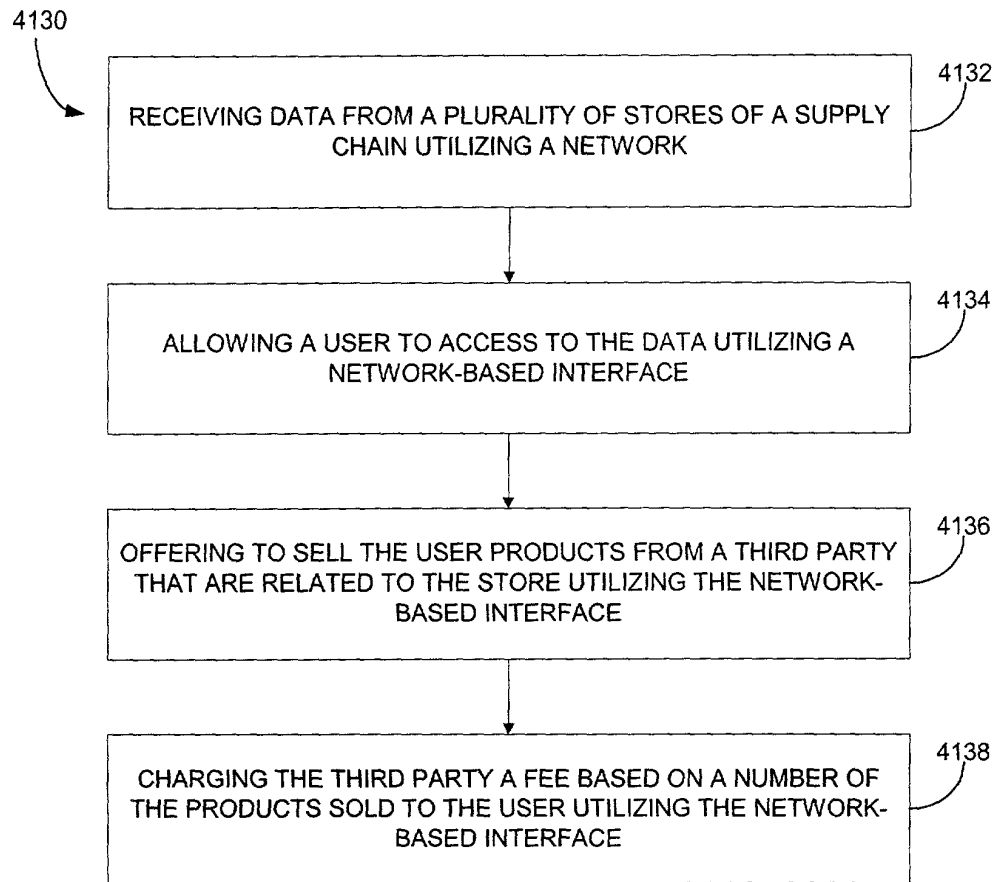 4130
4132
RECEIVING DATA FROM A PLURALITY OF STORES OF A SUPPLY
CHAIN UTILIZING A NETWORK
4134
ALLOWING A USER TO ACCESS TO THE DATA UTILIZING A
NETWORK-BASED INTERFACE
4136
OFFERING TO SELL THE USER PRODUCTS FROM A THIRD PARTY
THAT ARE RELATED TO THE STORE UTILIZING THE NETWORK-
BASED INTERFACE
4138
CHARGING THE THIRD PARTY A FEE BASED ON A NUMBER OF
THE PRODUCTS SOLD TO THE USER UTILIZING THE NETWORK-
BASED INTERFACE